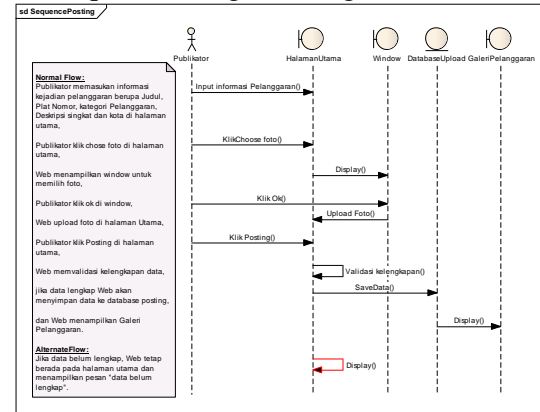 sd SequencePosting
Publikator
HalamanUtama
Window
DatabaseUpload
GaleriPelanggaran
Normal Flow:
Publikator memasukan informasi
kejadian pelanggaran berupa Judul,
Plat Nomor, kategori Pelanggaran,
Deskripsi singkat dan kota di halaman
utama,
Publikator klik chose foto di halaman
utama,
Web menampilkan window untuk
memilih foto,
Publikator klik ok di window,
Web upload foto di halaman Utama,
Publikator klik Posting di halaman
utama,
Web memvalidasi kelengkapan data,
jika data lengkap Web akan
menyimpan data ke database posting,
dan Web menampilkan Galeri
Pelanggaran.
AlternateFlow:
Jika data belum lengkap, Web tetap
berada pada halaman utama dan
menampilkan pesan "data belum
lengkap".
Input informasi Pelanggaran()
KlikChoose foto()
Display()
Klik Ok()
Upload Foto()
Klik Posting()
Validasi kelengkapan()
SaveData()
Display()
Display()